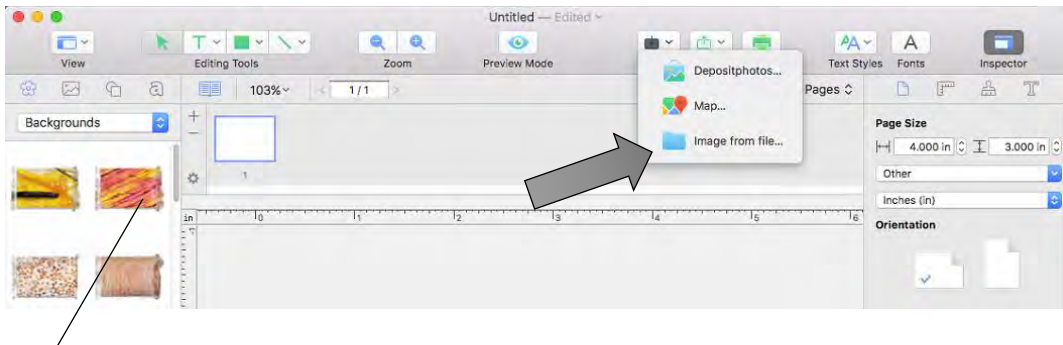 Untitled — Edited
View
Editing Tools
Zoom
Preview Mode
Text Styles
Fonts
Inspector
Depositphotos...
Map...
Image from file...
103%
1 / 1
Pages
Backgrounds
1
Page Size
4.000 in
3.000 in
Other
Inches (in)
Orientation
in
0
1
2
3
4
5
6